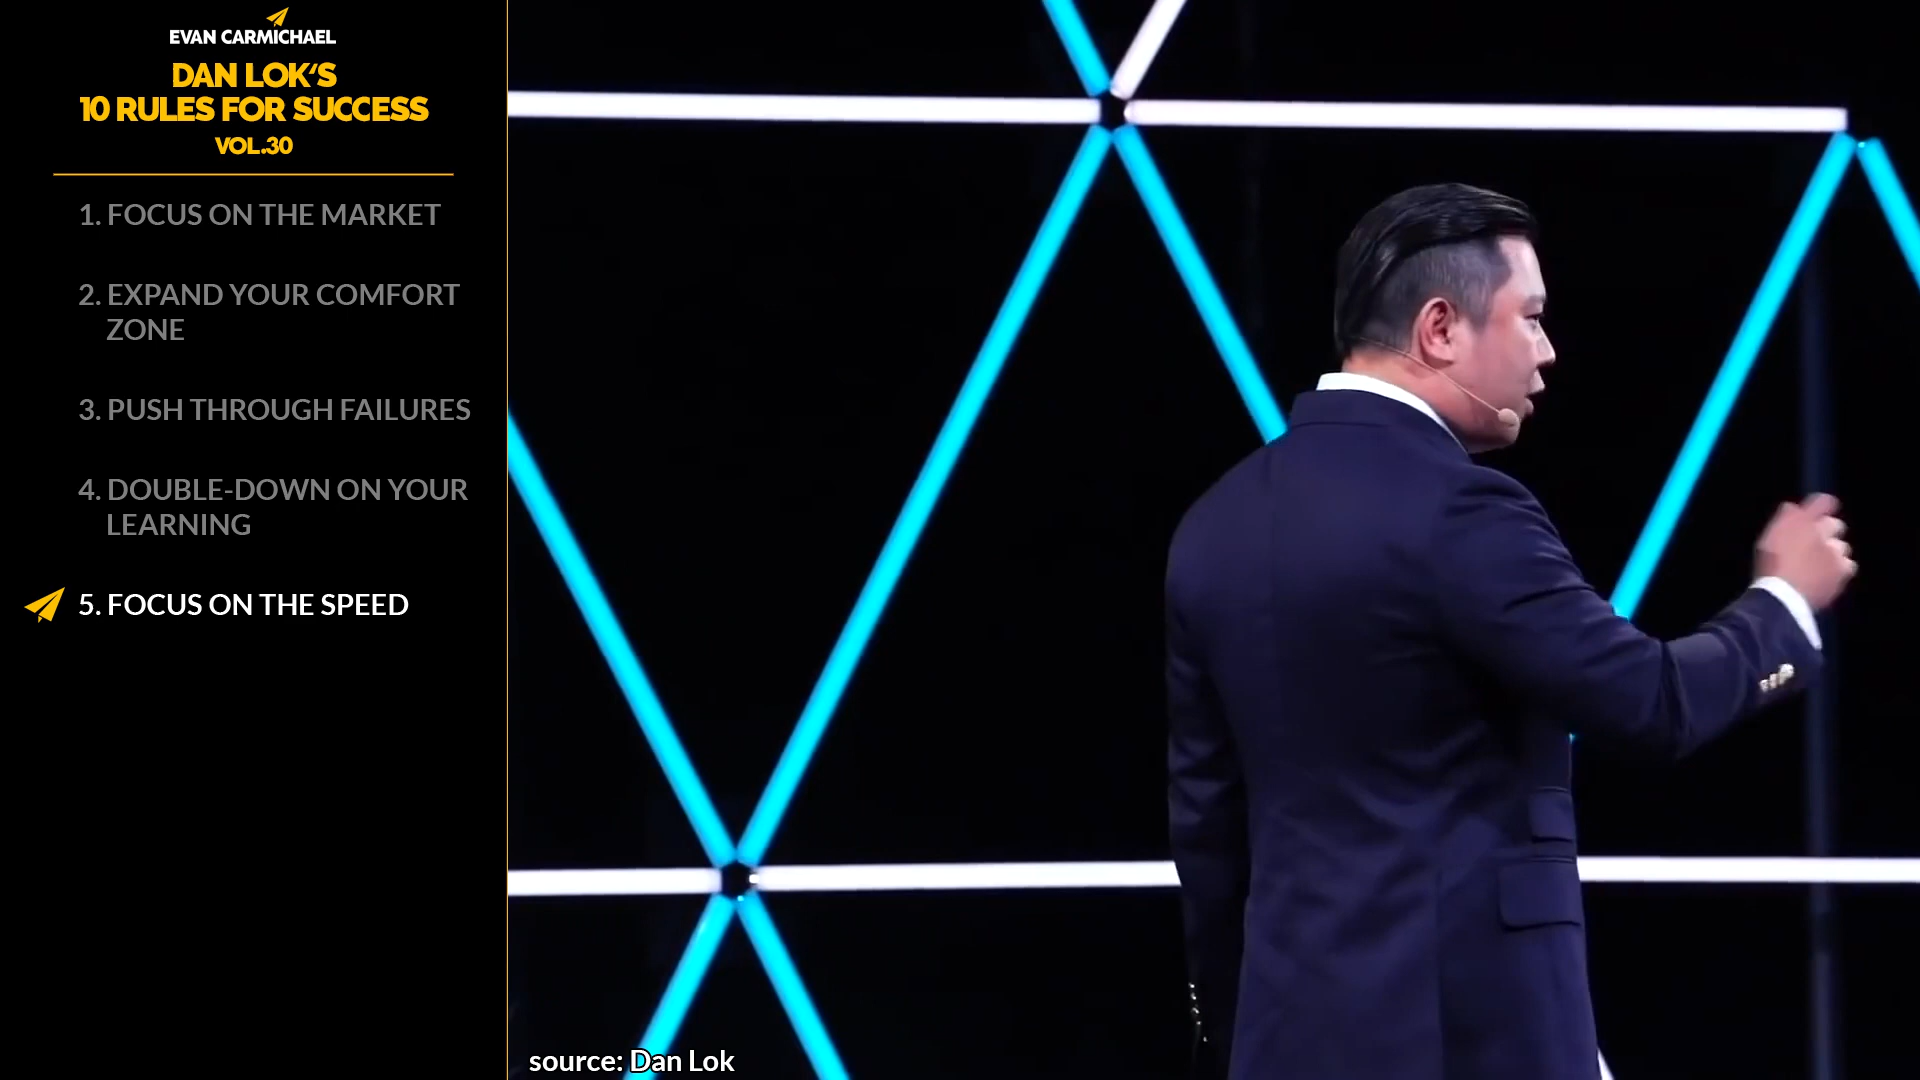 EVAN CARMICHAEL
DAN LOK'S
10 RULES FOR SUCCESS
VOL.30
1. FOCUS ON THE MARKET
2. EXPAND YOUR COMFORT
ZONE
3. PUSH THROUGH FAILURES
4. DOUBLE-DOWN ON YOUR
LEARNING
5. FOCUS ON THE SPEED
source: Dan Lok